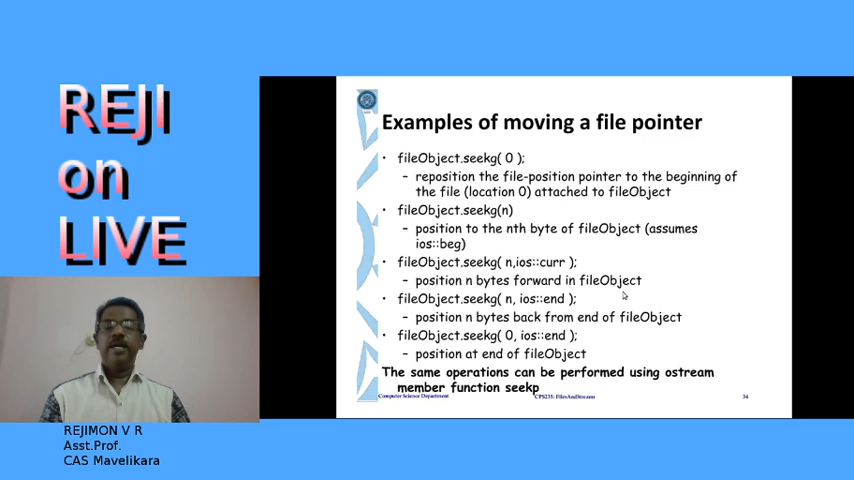 REJI
on
LIVE
Examples of moving a file pointer
• fileObject.seekg( 0 );
– reposition the file-position pointer to the beginning of
the file (location 0) attached to fileObject
• fileObject.seekg(n)
– position to the nth byte of fileObject (assumes
ios::beg)
• fileObject.seekg( n,ios::curr );
– position n bytes forward in fileObject
• fileObject.seekg( n, ios::end );
– position n bytes back from end of fileObject
• fileObject.seekg( 0, ios::end );
– position at end of fileObject
The same operations can be performed using ostream
member function seekp
Computer Science Department
CPS235: FilesAndStreams
34
REJIMON V R
Asst.Prof.
CAS Mavelikara